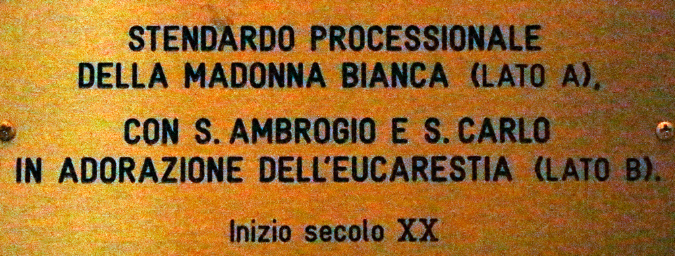 STENDARDO PROCESSIONALE
DELLA MADONNA BIANCA (LATO A),
CON S. AMBROGIO E S. CARLO
IN ADORAZIONE DELL'EUCARESTIA (LATO B).
Inizio secolo XX